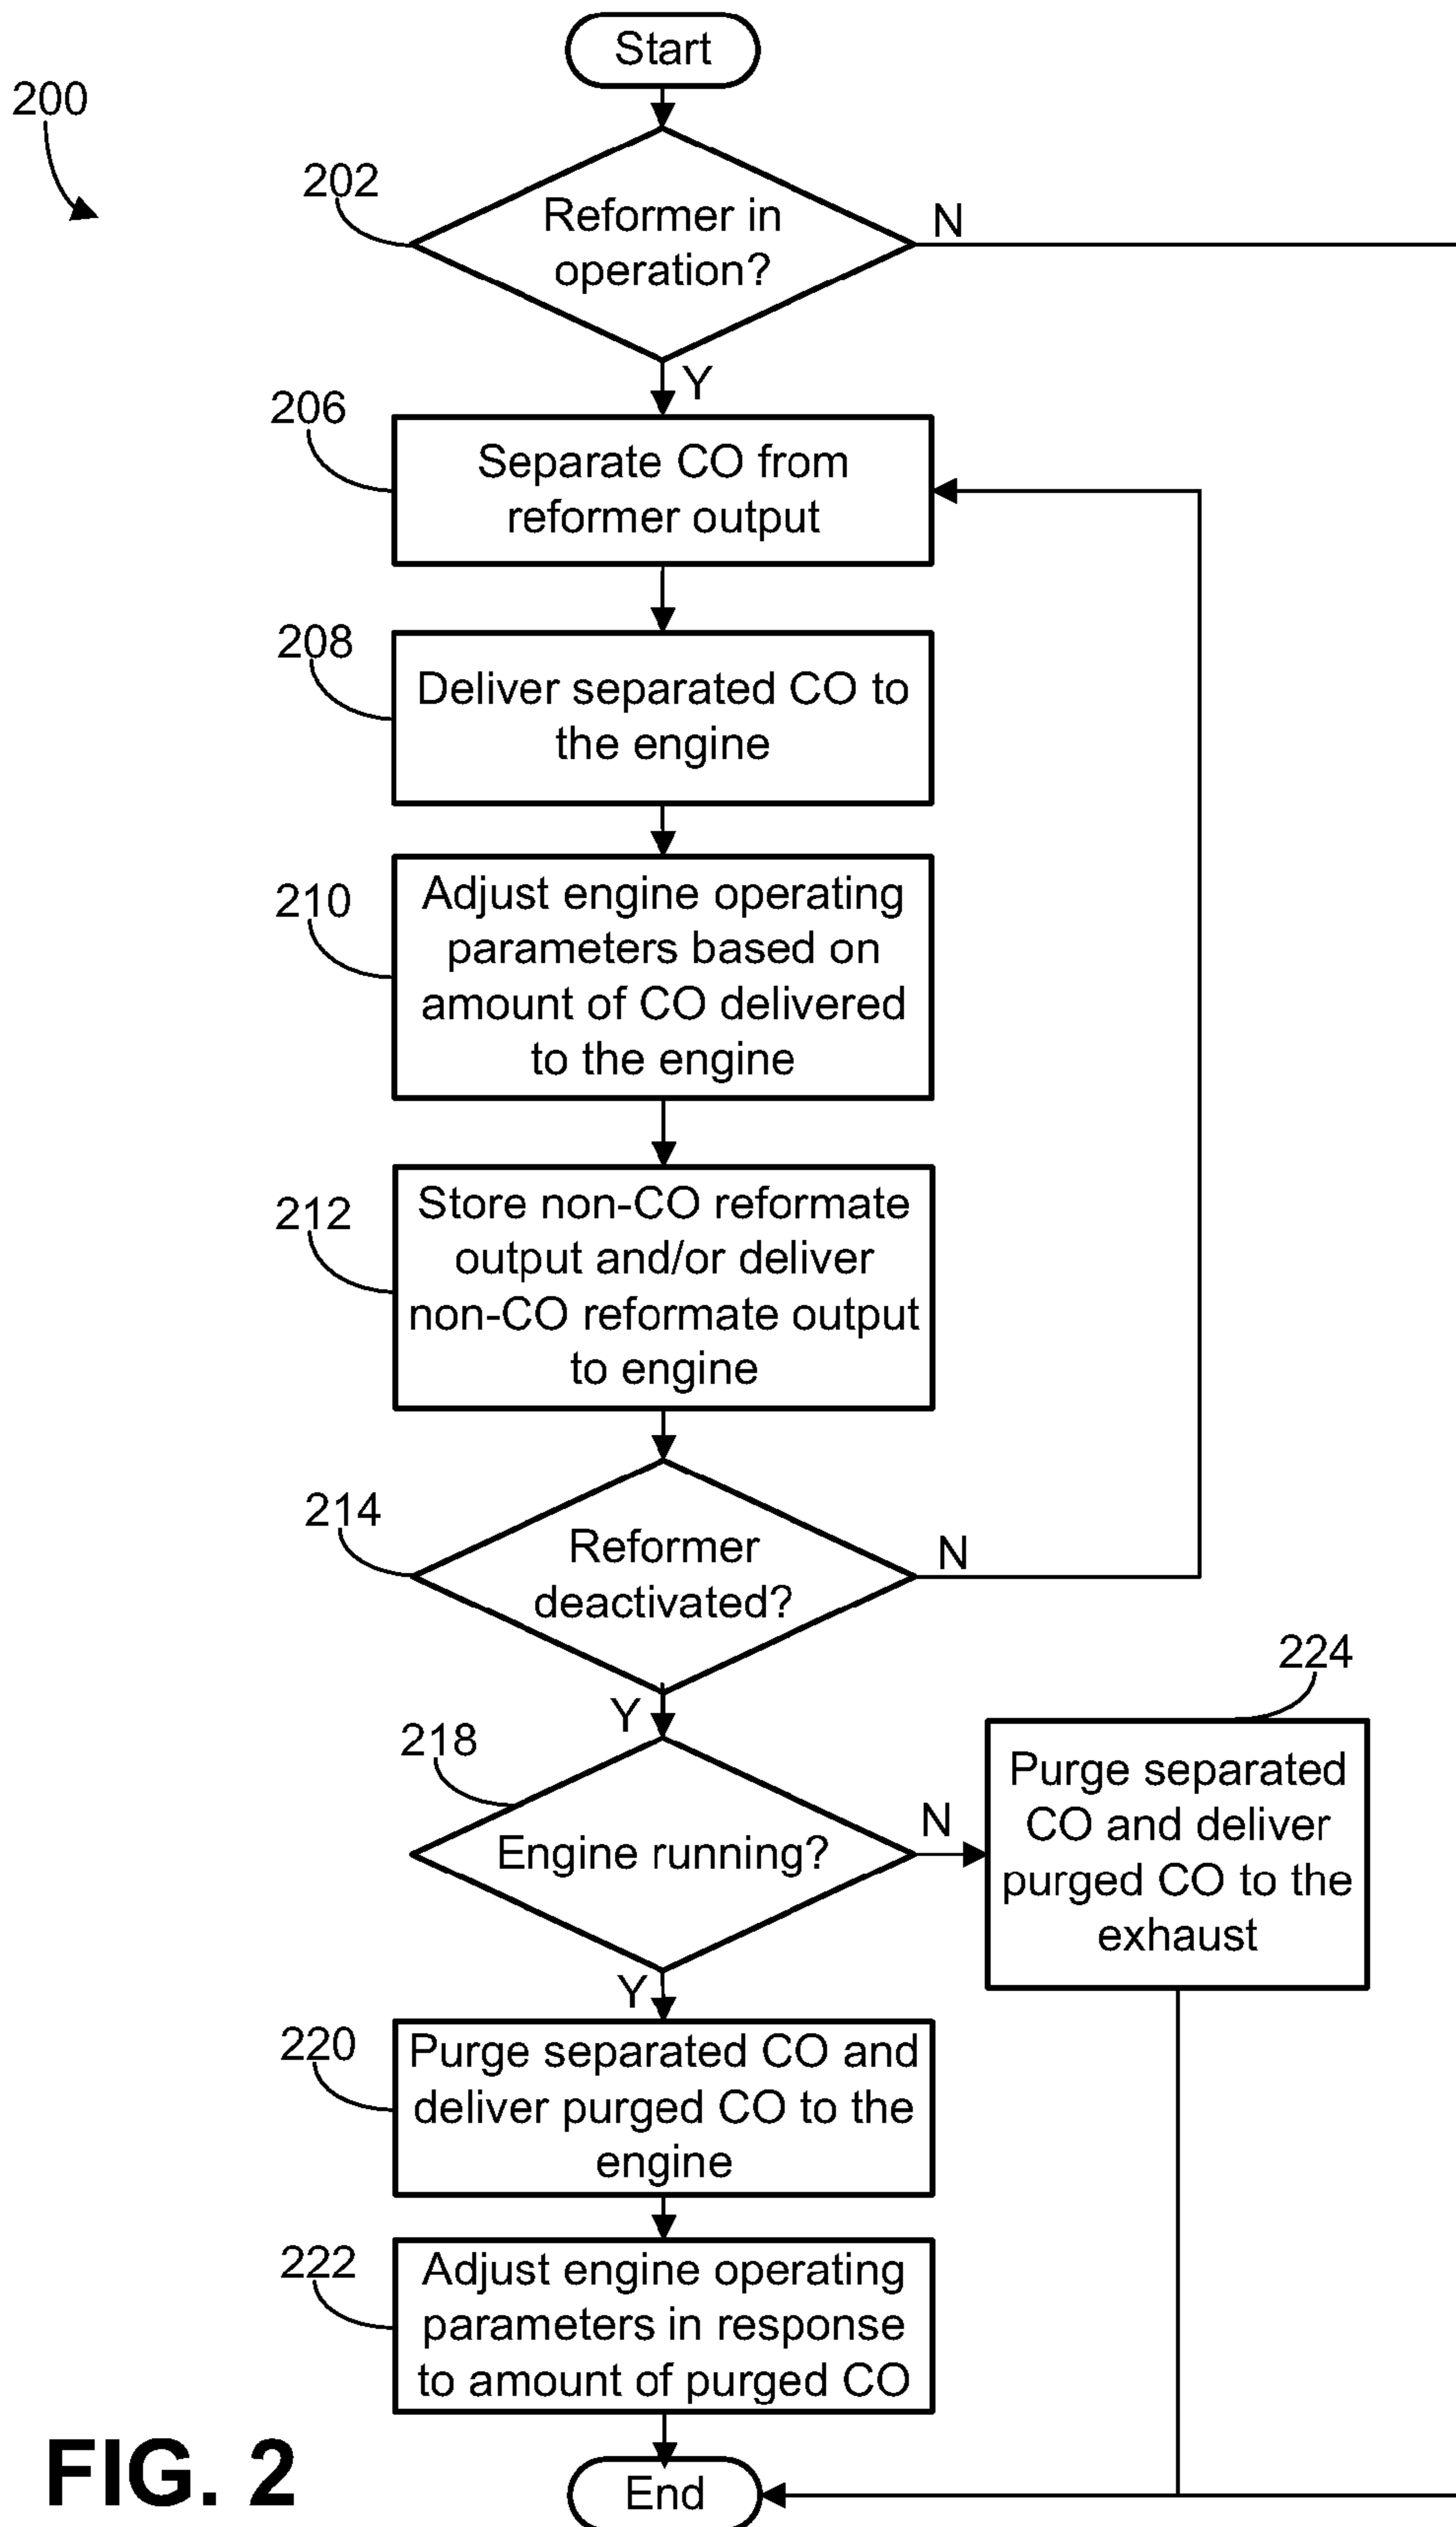 Start
200
202
Reformer in
operation?
N
Y
206
Separate CO from
reformer output
208
Deliver separated CO to
the engine
210
Adjust engine operating
parameters based on
amount of CO delivered
to the engine
212
Store non-CO reformate
output and/or deliver
non-CO reformate output
to engine
214
Reformer
deactivated?
N
Y
218
Engine running?
N
224
Purge separated
CO and deliver
purged CO to the
exhaust
Y
220
Purge separated CO and
deliver purged CO to the
engine
222
Adjust engine operating
parameters in response
to amount of purged CO
End
FIG. 2